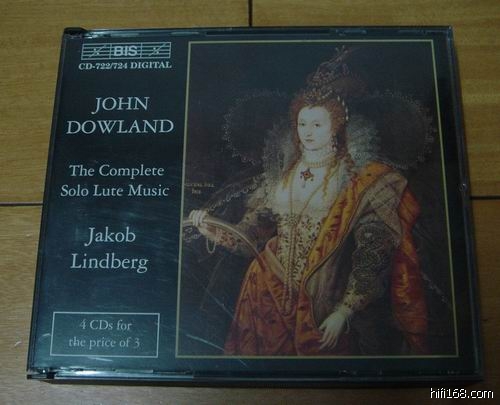 BIS
CD-722/724 DIGITAL
JOHN
DOWLAND
The Complete
Solo Lute Music
Jakob
Lindberg
4 CDs for
the price of 3
hifi168.com